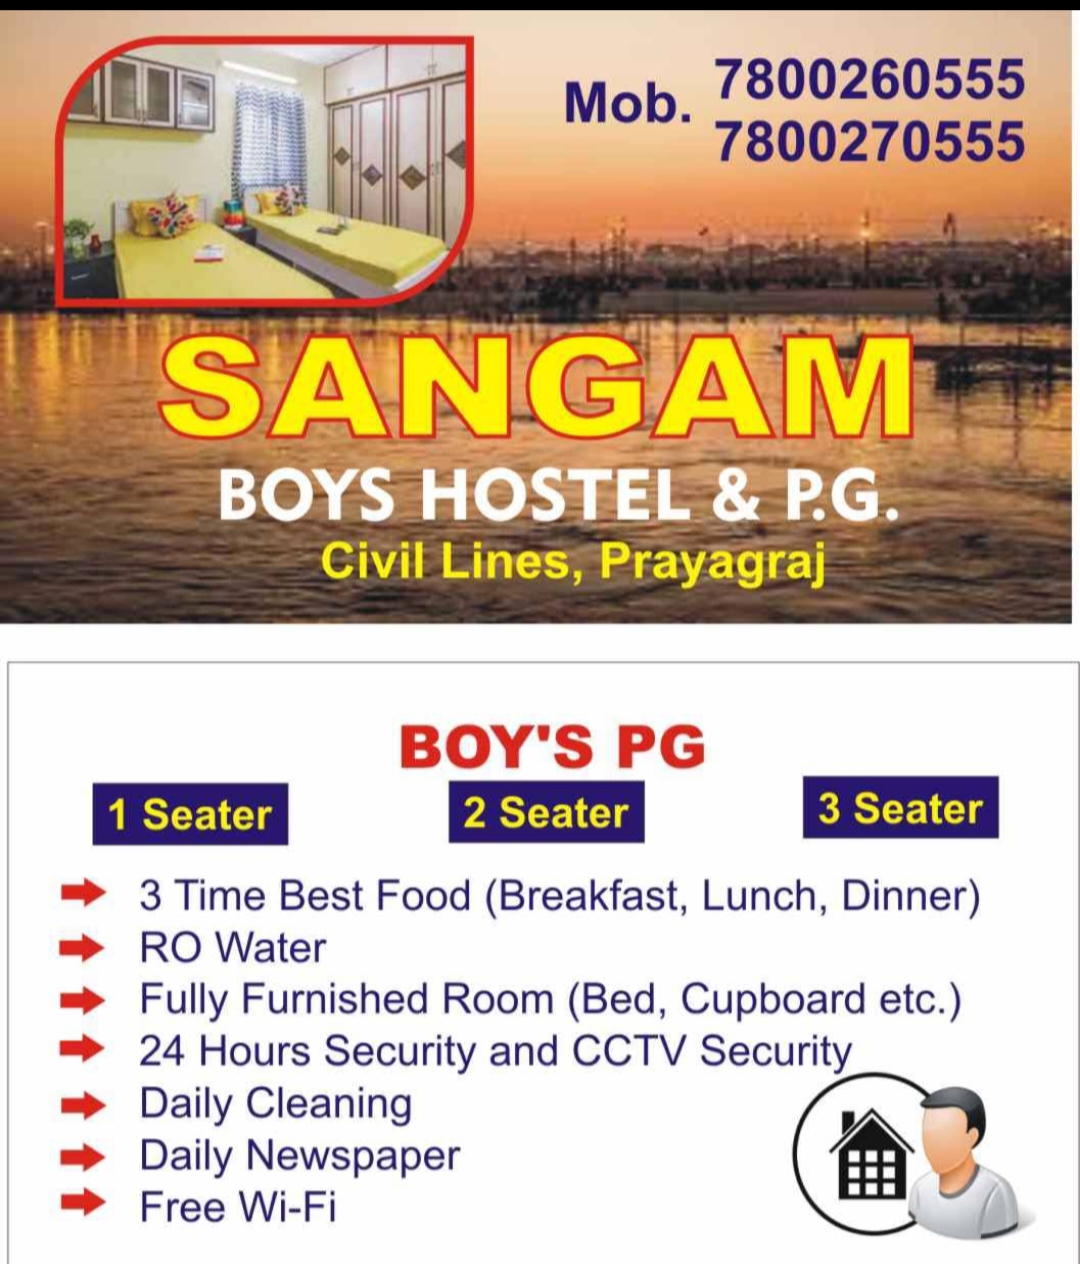 Mob. 7800260555
7800270555
SANGAM
BOYS HOSTEL & P.G.
Civil Lines, Prayagraj
BOY'S PG
1 Seater
2 Seater
3 Seater
3 Time Best Food (Breakfast, Lunch, Dinner)
RO Water
Fully Furnished Room (Bed, Cupboard etc.)
24 Hours Security and CCTV Security
Daily Cleaning
Daily Newspaper
Free Wi-Fi